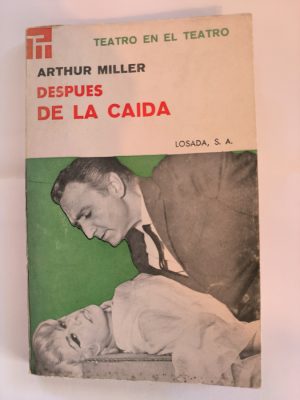 TEATRO EN EL TEATRO
ARTHUR MILLER
DESPUES
DE LA CAIDA
LOSADA, S. A.